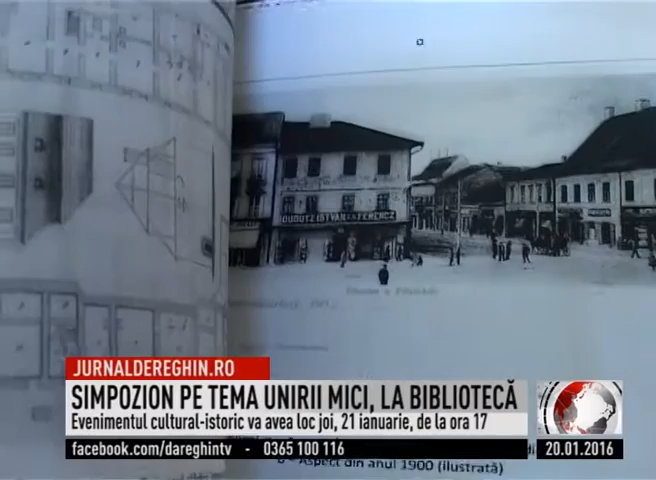 DUDUTZ ISTVAN ÉS FERENCZ
JURNALDEREGHIN.RO
SIMPOZION PE TEMA UNIRII MICI, LA BIBLIOTECĂ
Evenimentul cultural-istoric va avea loc joi, 21 ianuarie, de la ora 17
facebook.com/dareghintv - 0365 100 116
20.01.2016
Aspect din anul 1900 (ilustrată)